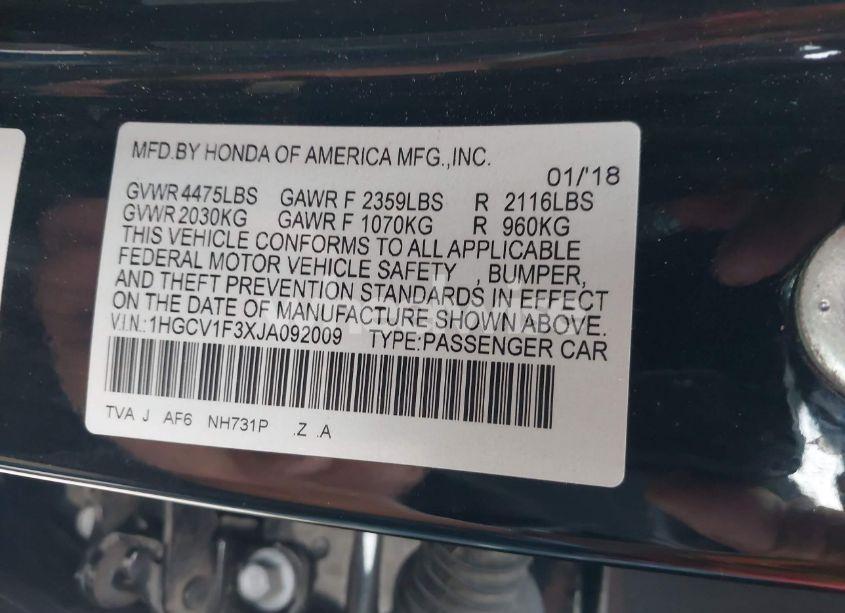 MFD.BY HONDA OF AMERICA MFG.,INC.
01/'18
GVWR 4475LBS GAWR F 2359LBS R 2116LBS
GVWR 2030KG GAWR F 1070KG R 960KG
THIS VEHICLE CONFORMS TO ALL APPLICABLE
FEDERAL MOTOR VEHICLE SAFETY , BUMPER,
AND THEFT PREVENTION STANDARDS IN EFFECT
ON THE DATE OF MANUFACTURE SHOWN ABOVE.
V.I.N.:1HGCV1F3XJA092009 TYPE:PASSENGER CAR
TVA J AF6 NH731P .Z .A